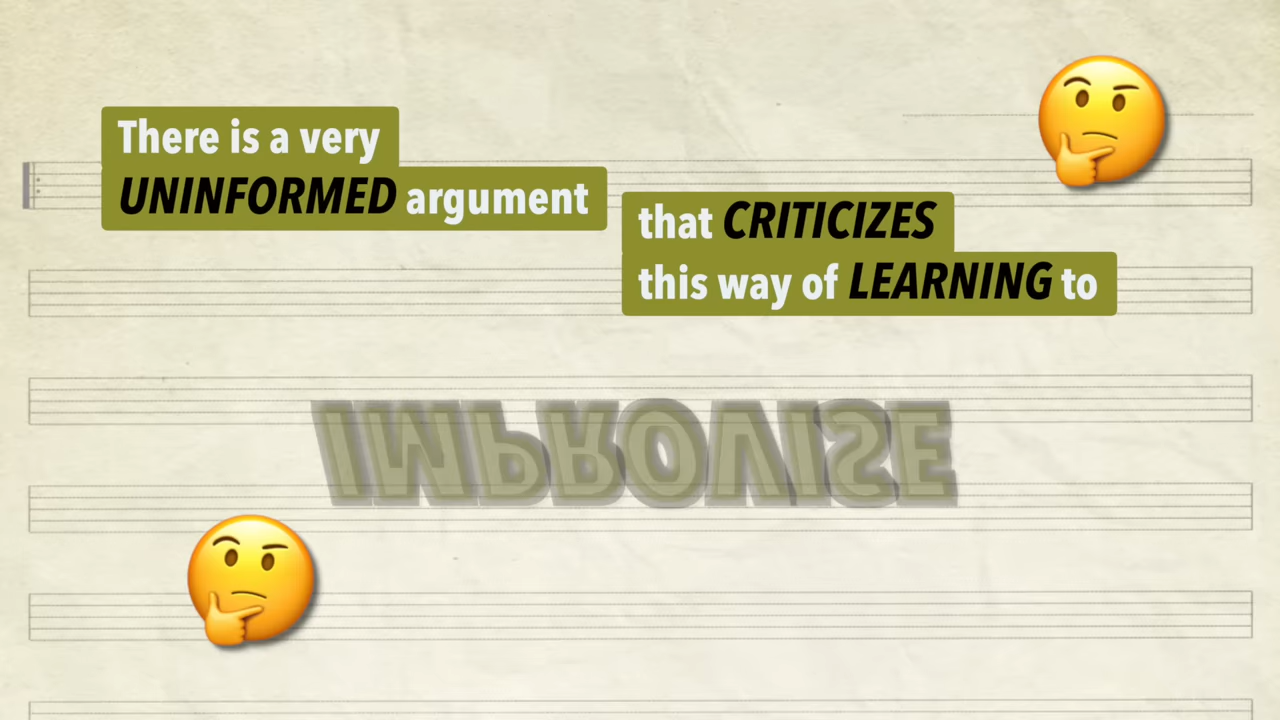 There is a very
UNINFORMED argument
that CRITICIZES
this way of LEARNING to
IMPROVISE